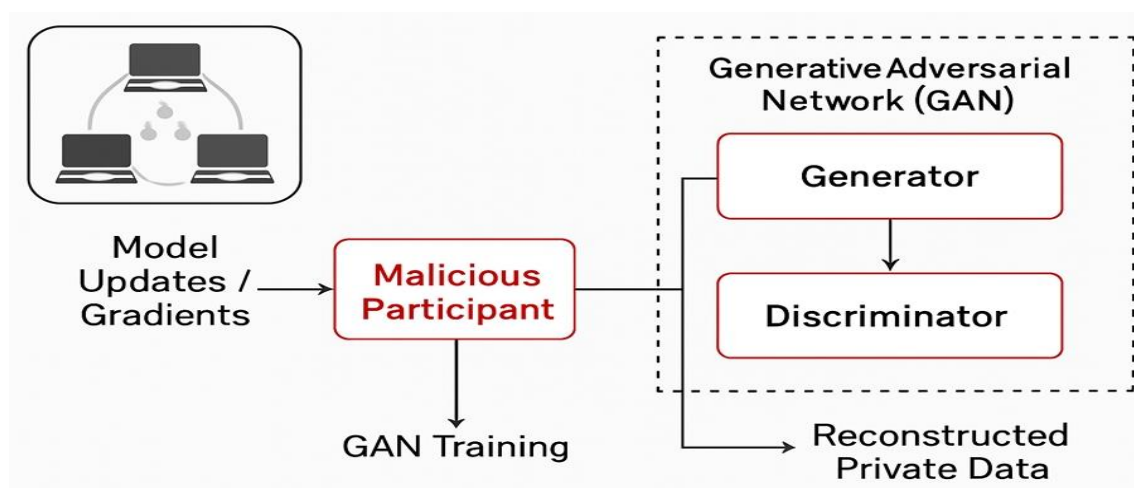 Model
Updates /
Gradients
Malicious
Participant
GAN Training
Generative Adversarial
Network (GAN)
Generator
Discriminator
Reconstructed
Private Data